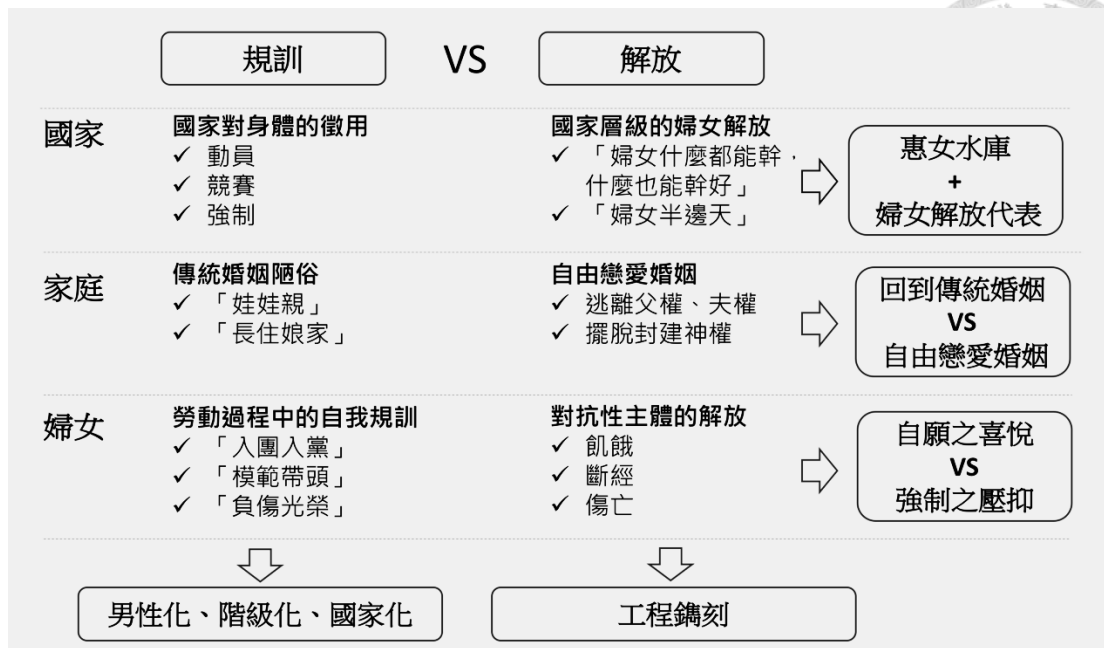 規訓 VS 解放
國家
國家對身體的徵用
✓ 動員
✓ 競賽
✓ 強制
國家層級的婦女解放
✓ 「婦女什麼都能幹，
什麼也能幹好」
✓ 「婦女半邊天」
惠女水庫
+
婦女解放代表
家庭
傳統婚姻陋俗
✓ 「娃娃親」
✓ 「長住娘家」
自由戀愛婚姻
✓ 逃離父權、夫權
✓ 擺脫封建神權
回到傳統婚姻
VS
自由戀愛婚姻
婦女
勞動過程中的自我規訓
✓ 「入團入黨」
✓ 「模範帶頭」
✓ 「負傷光榮」
對抗性主體的解放
✓ 飢餓
✓ 斷經
✓ 傷亡
自願之喜悅
VS
強制之壓抑
男性化、階級化、國家化
工程鐫刻